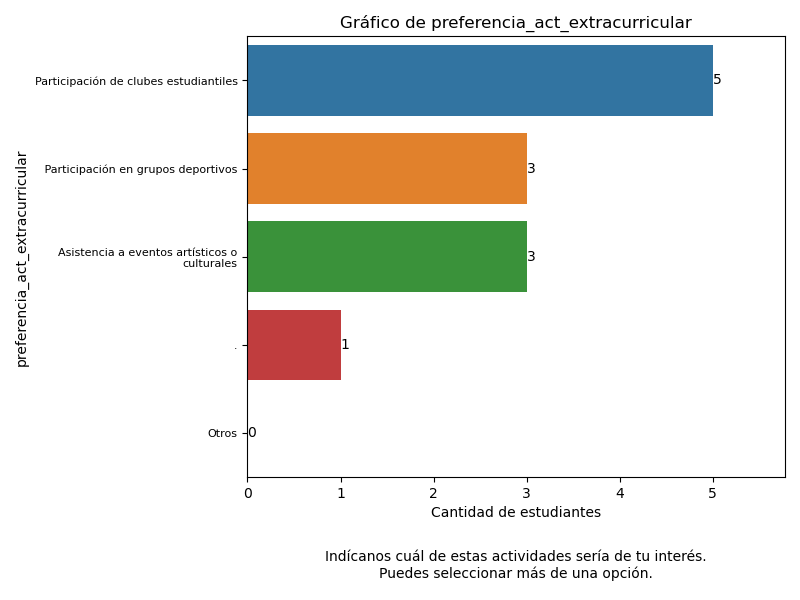 Gráfico de preferencia_act_extracurricular
preferencia_act_extracurricular
Participación de clubes estudiantiles
5
Participación en grupos deportivos
3
Asistencia a eventos artísticos o
culturales
3
.
1
Otros
0
0 1 2 3 4 5
Cantidad de estudiantes
Indícanos cuál de estas actividades sería de tu interés.
Puedes seleccionar más de una opción.